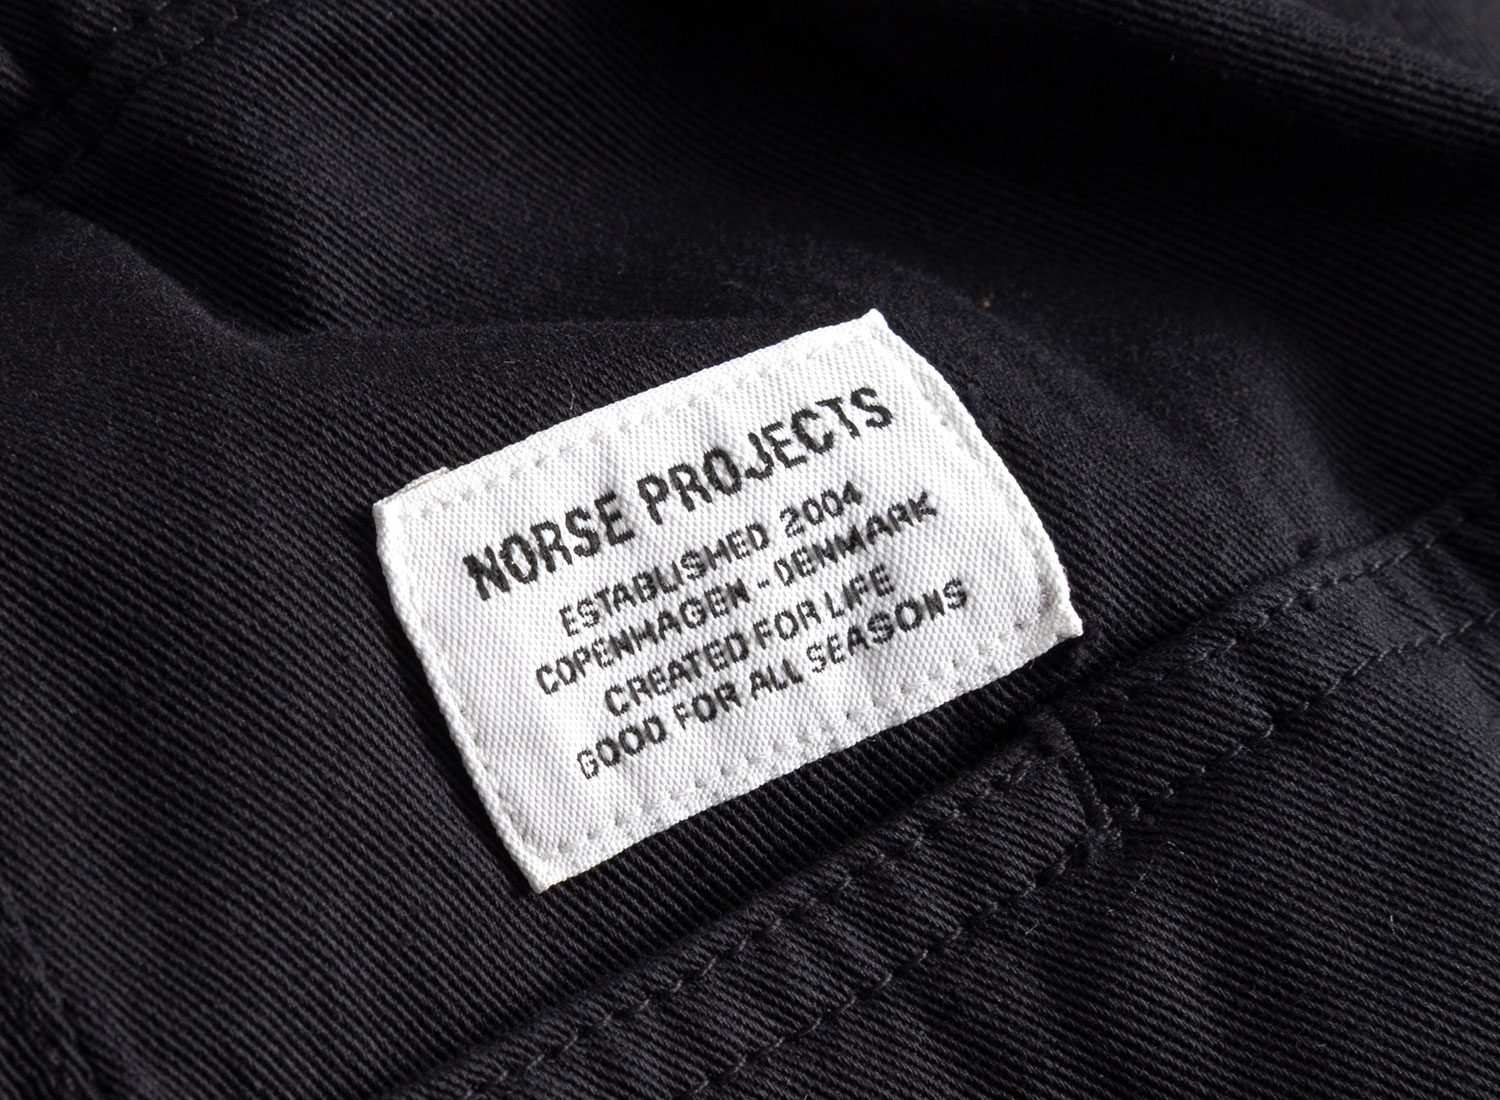 NORSE PROJECTS
ESTABLISHED 2004
COPENHAGEN - DENMARK
CREATED FOR LIFE
GOOD FOR ALL SEASONS